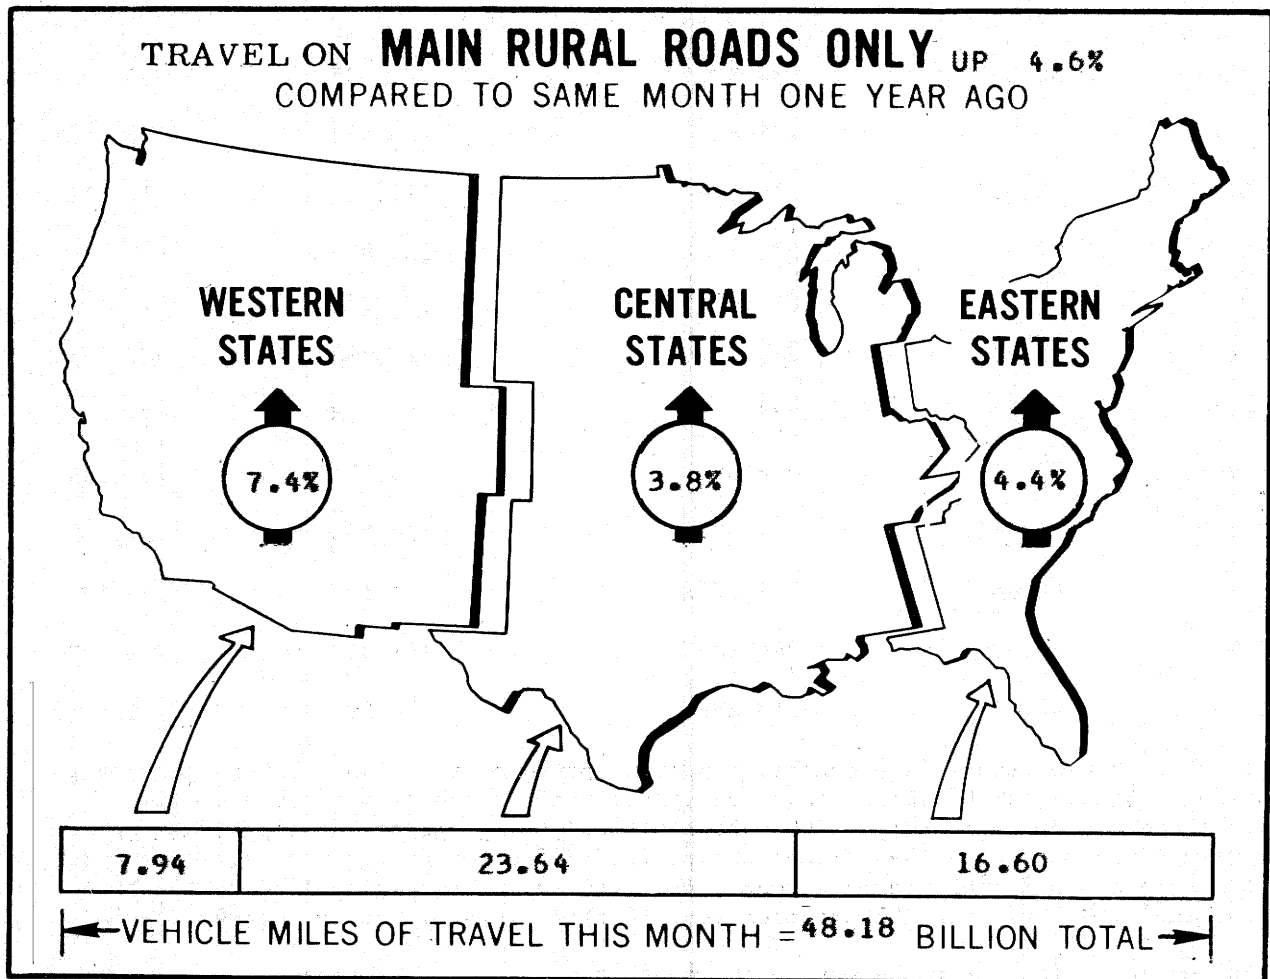 TRAVEL ON MAIN RURAL ROADS ONLY UP 4.6%
COMPARED TO SAME MONTH ONE YEAR AGO
WESTERN
STATES
7.4%
CENTRAL
STATES
3.8%
EASTERN
STATES
4.4%
7.94 23.64 16.60
VEHICLE MILES OF TRAVEL THIS MONTH = 48.18 BILLION TOTAL